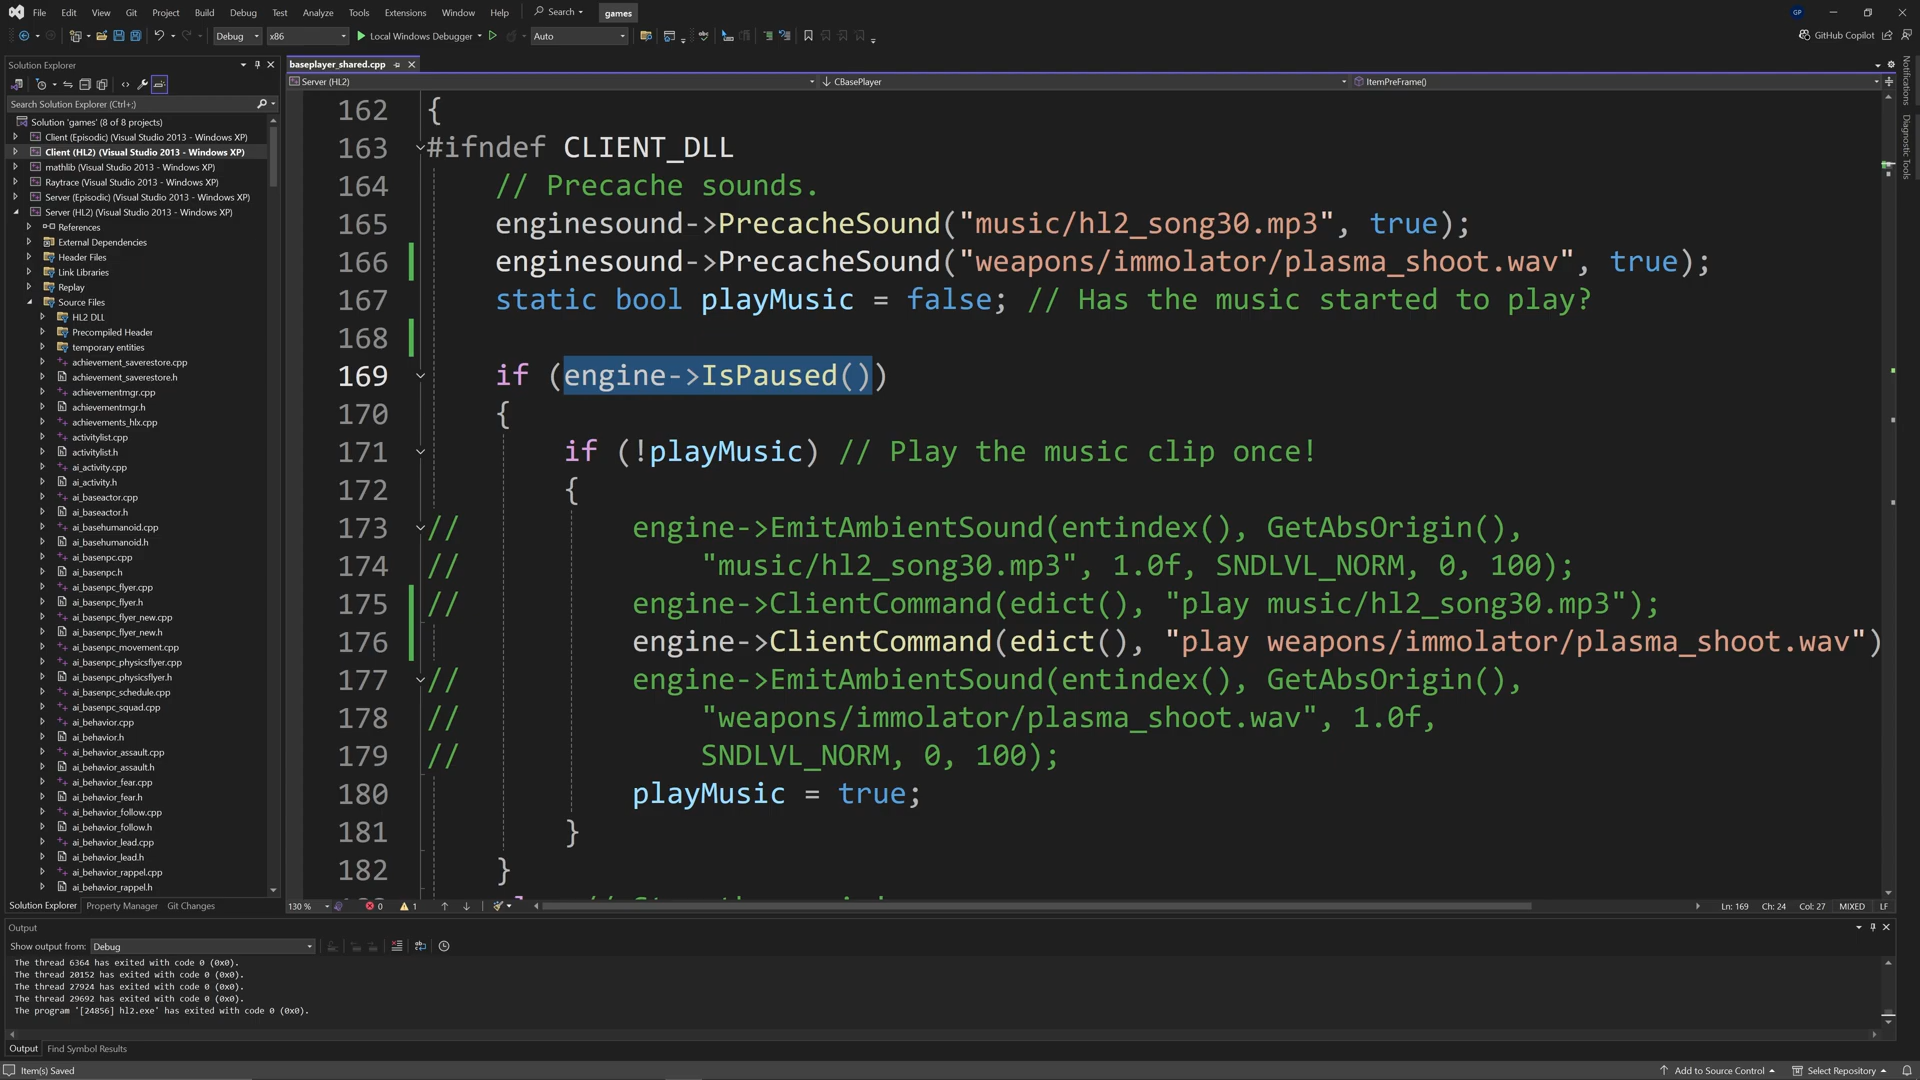 File Edit View Git Project Build Debug Test Analyze Tools Extensions Window Help Search games GP
Debug x86 Local Windows Debugger Auto GitHub Copilot
Solution Explorer
Search Solution Explorer (Ctrl+;)
Solution 'games' (8 of 8 projects)
Client (Episodic) (Visual Studio 2013 - Windows XP)
Client (HL2) (Visual Studio 2013 - Windows XP)
mathlib (Visual Studio 2013 - Windows XP)
Raytrace (Visual Studio 2013 - Windows XP)
Server (Episodic) (Visual Studio 2013 - Windows XP)
Server (HL2) (Visual Studio 2013 - Windows XP)
References
External Dependencies
Header Files
Link Libraries
Replay
Source Files
HL2 DLL
Precompiled Header
temporary entities
achievement_saverestore.cpp
achievement_saverestore.h
achievementmgr.cpp
achievementmgr.h
achievements_hlx.cpp
activitylist.cpp
activitylist.h
ai_activity.cpp
ai_activity.h
ai_baseactor.cpp
ai_baseactor.h
ai_basehumanoid.cpp
ai_basehumanoid.h
ai_basenpc.cpp
ai_basenpc.h
ai_basenpc_flyer.cpp
ai_basenpc_flyer.h
ai_basenpc_flyer_new.cpp
ai_basenpc_flyer_new.h
ai_basenpc_movement.cpp
ai_basenpc_physicsflyer.cpp
ai_basenpc_physicsflyer.h
ai_basenpc_schedule.cpp
ai_basenpc_squad.cpp
ai_behavior.cpp
ai_behavior.h
ai_behavior_assault.cpp
ai_behavior_assault.h
ai_behavior_fear.cpp
ai_behavior_fear.h
ai_behavior_follow.cpp
ai_behavior_follow.h
ai_behavior_lead.cpp
ai_behavior_lead.h
ai_behavior_rappel.cpp
ai_behavior_rappel.h
Solution Explorer Property Manager Git Changes
baseplayer_shared.cpp
Server (HL2) CBasePlayer ItemPreFrame()
162 {
163 #ifndef CLIENT_DLL
164 // Precache sounds.
165 enginesound->PrecacheSound("music/hl2_song30.mp3", true);
166 enginesound->PrecacheSound("weapons/immolator/plasma_shoot.wav", true);
167 static bool playMusic = false; // Has the music started to play?
168
169 if (engine->IsPaused())
170 {
171 if (!playMusic) // Play the music clip once!
172 {
173 // engine->EmitAmbientSound(entindex(), GetAbsOrigin(),
174 // "music/hl2_song30.mp3", 1.0f, SNDLVL_NORM, 0, 100);
175 // engine->ClientCommand(edict(), "play music/hl2_song30.mp3");
176 engine->ClientCommand(edict(), "play weapons/immolator/plasma_shoot.wav")
177 // engine->EmitAmbientSound(entindex(), GetAbsOrigin(),
178 // "weapons/immolator/plasma_shoot.wav", 1.0f,
179 // SNDLVL_NORM, 0, 100);
180 playMusic = true;
181 }
182 }
130 % 0 1 Ln: 169 Ch: 24 Col: 27 MIXED LF
Notifications
Diagnostic Tools
Output
Show output from: Debug
The thread 6364 has exited with code 0 (0x0).
The thread 20152 has exited with code 0 (0x0).
The thread 27924 has exited with code 0 (0x0).
The thread 29692 has exited with code 0 (0x0).
The program '[24856] hl2.exe' has exited with code 0 (0x0).
Output Find Symbol Results
Item(s) Saved Add to Source Control Select Repository